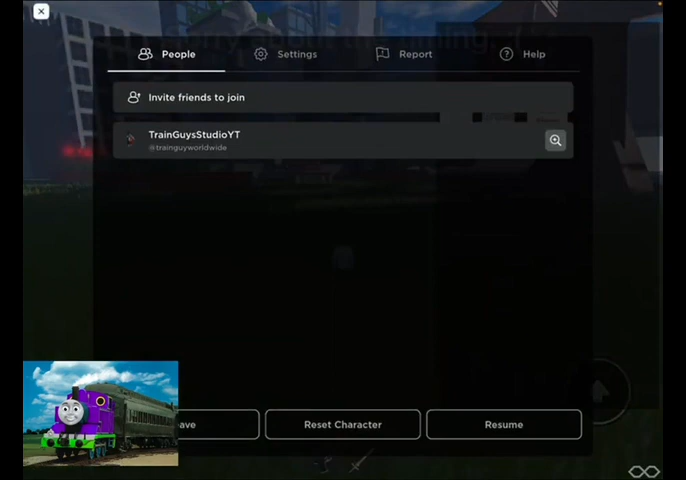 People
Settings
Report
Help
Invite friends to join
TrainGuysStudioYT
@trainguyworldwide
ave
Reset Character
Resume